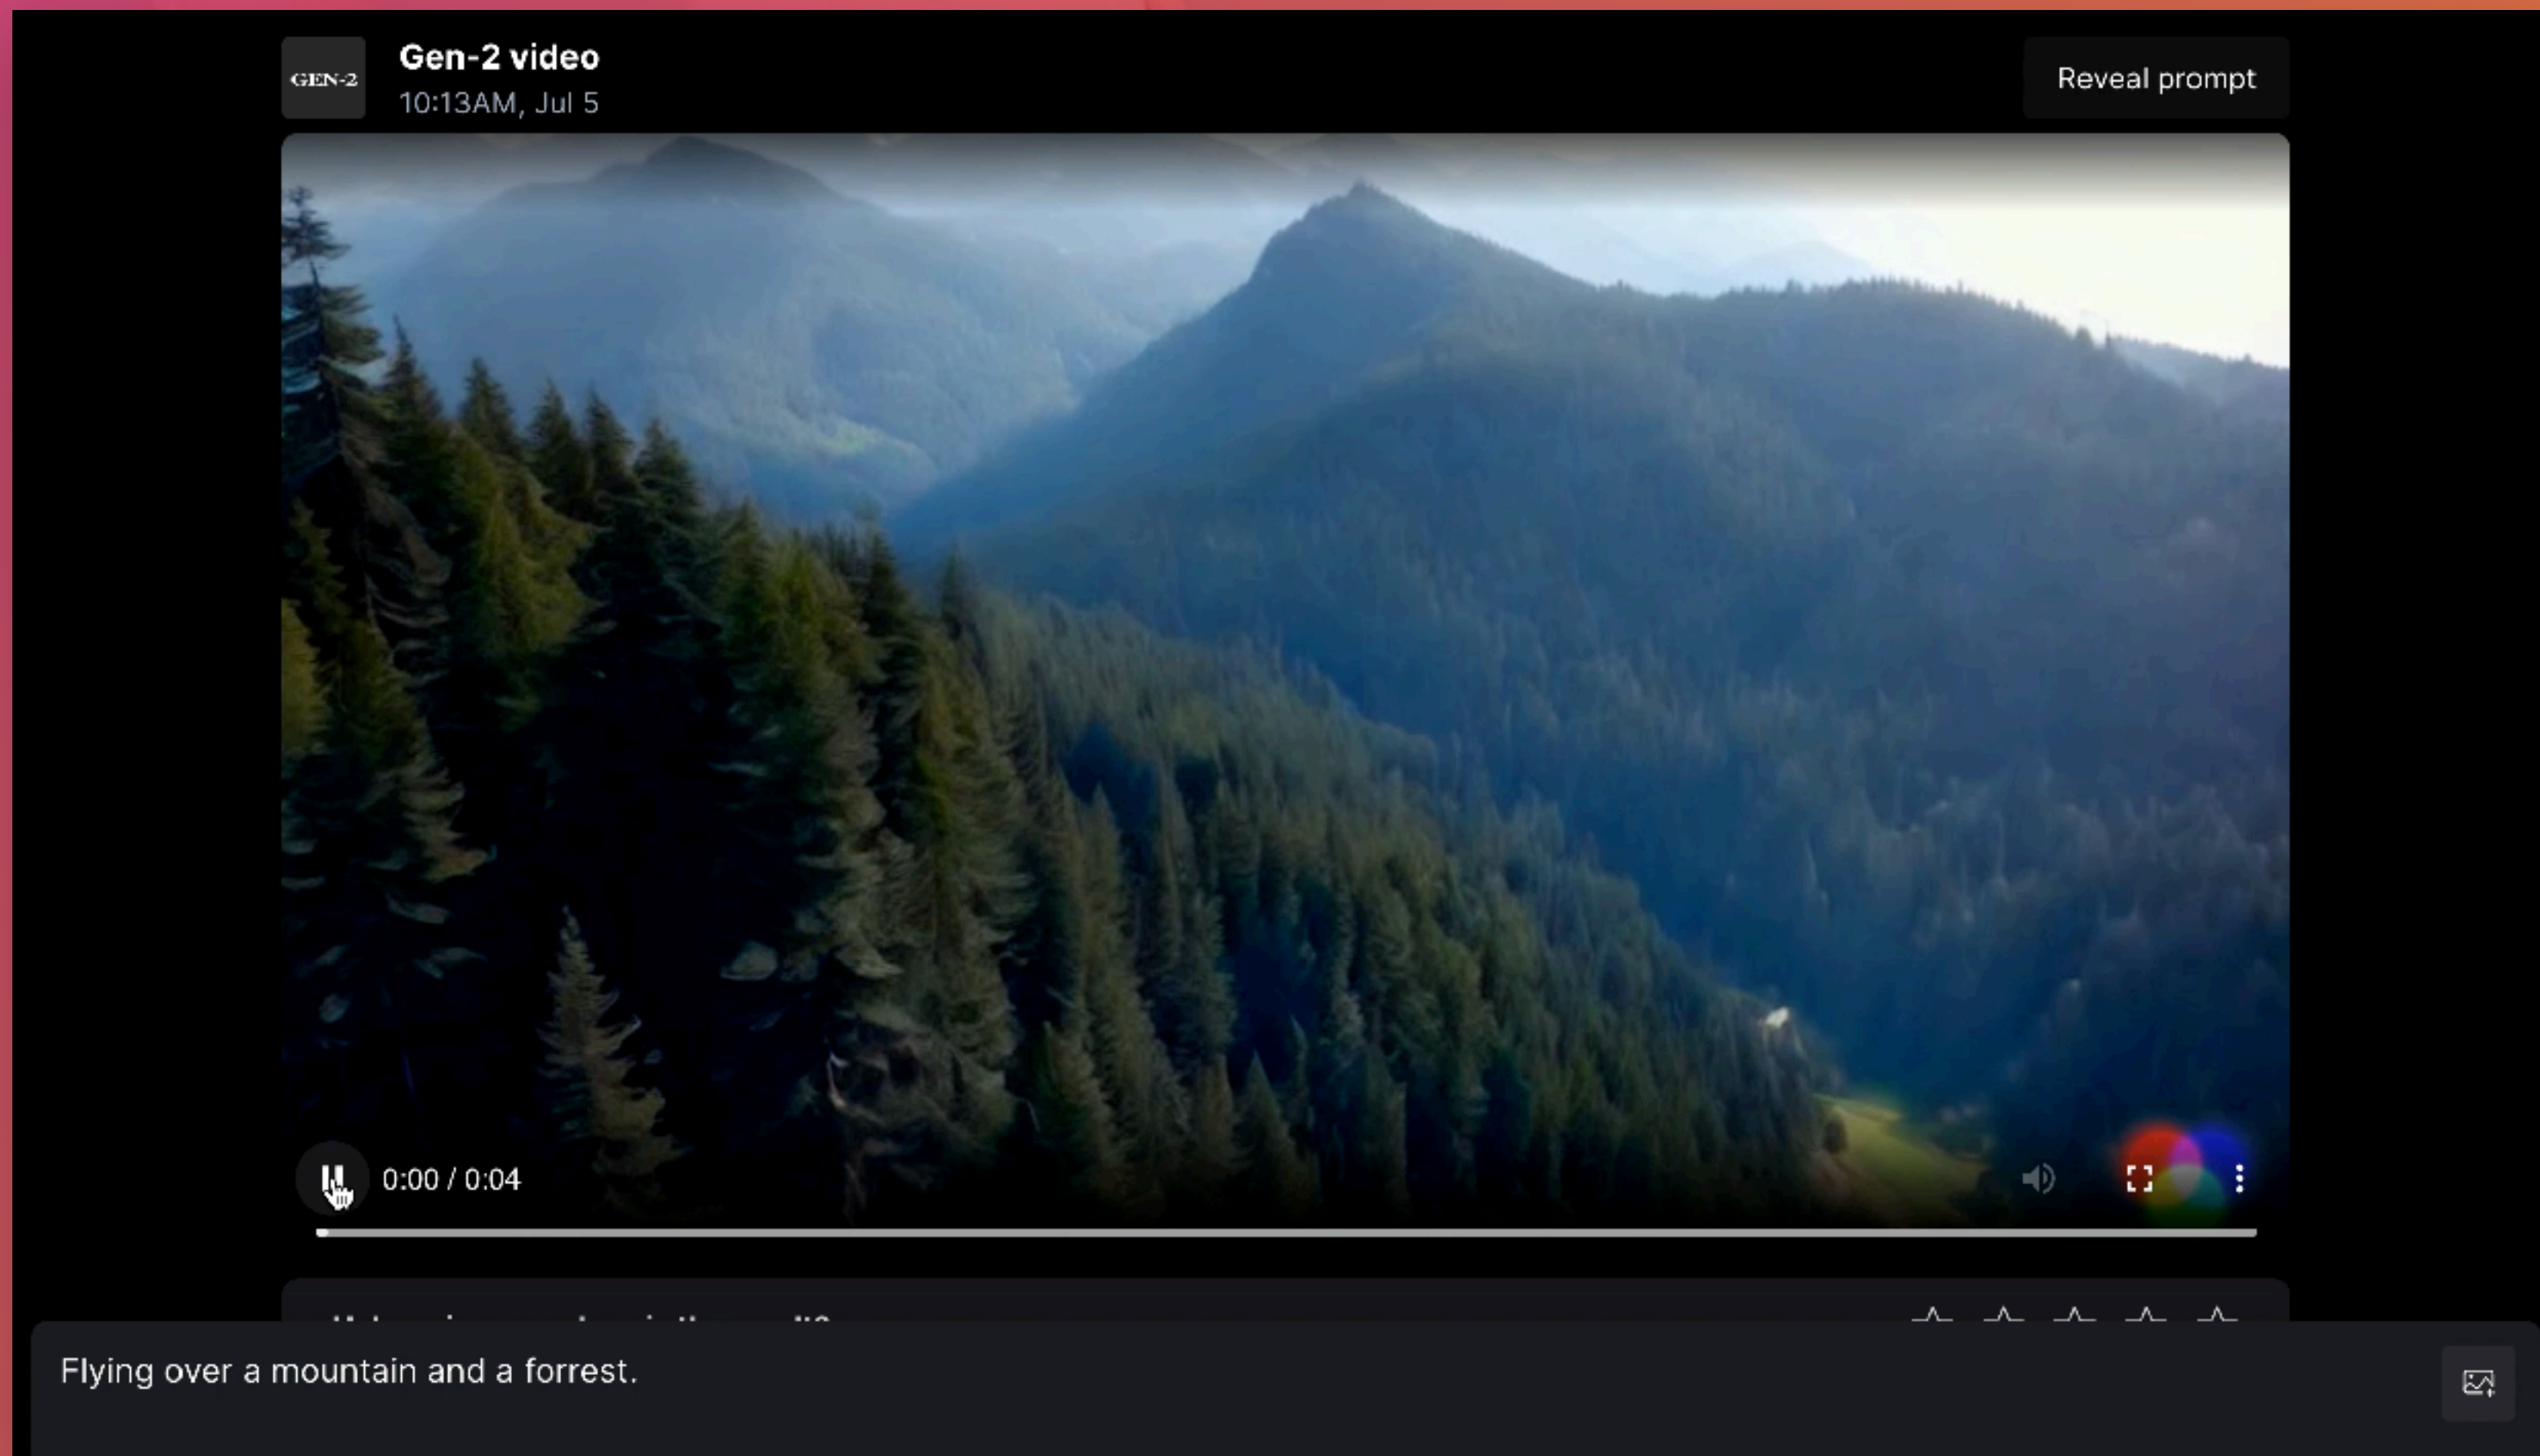 GEN-2
Gen-2 video
10:13AM, Jul 5
Reveal prompt
0:00 / 0:04
Flying over a mountain and a forrest.